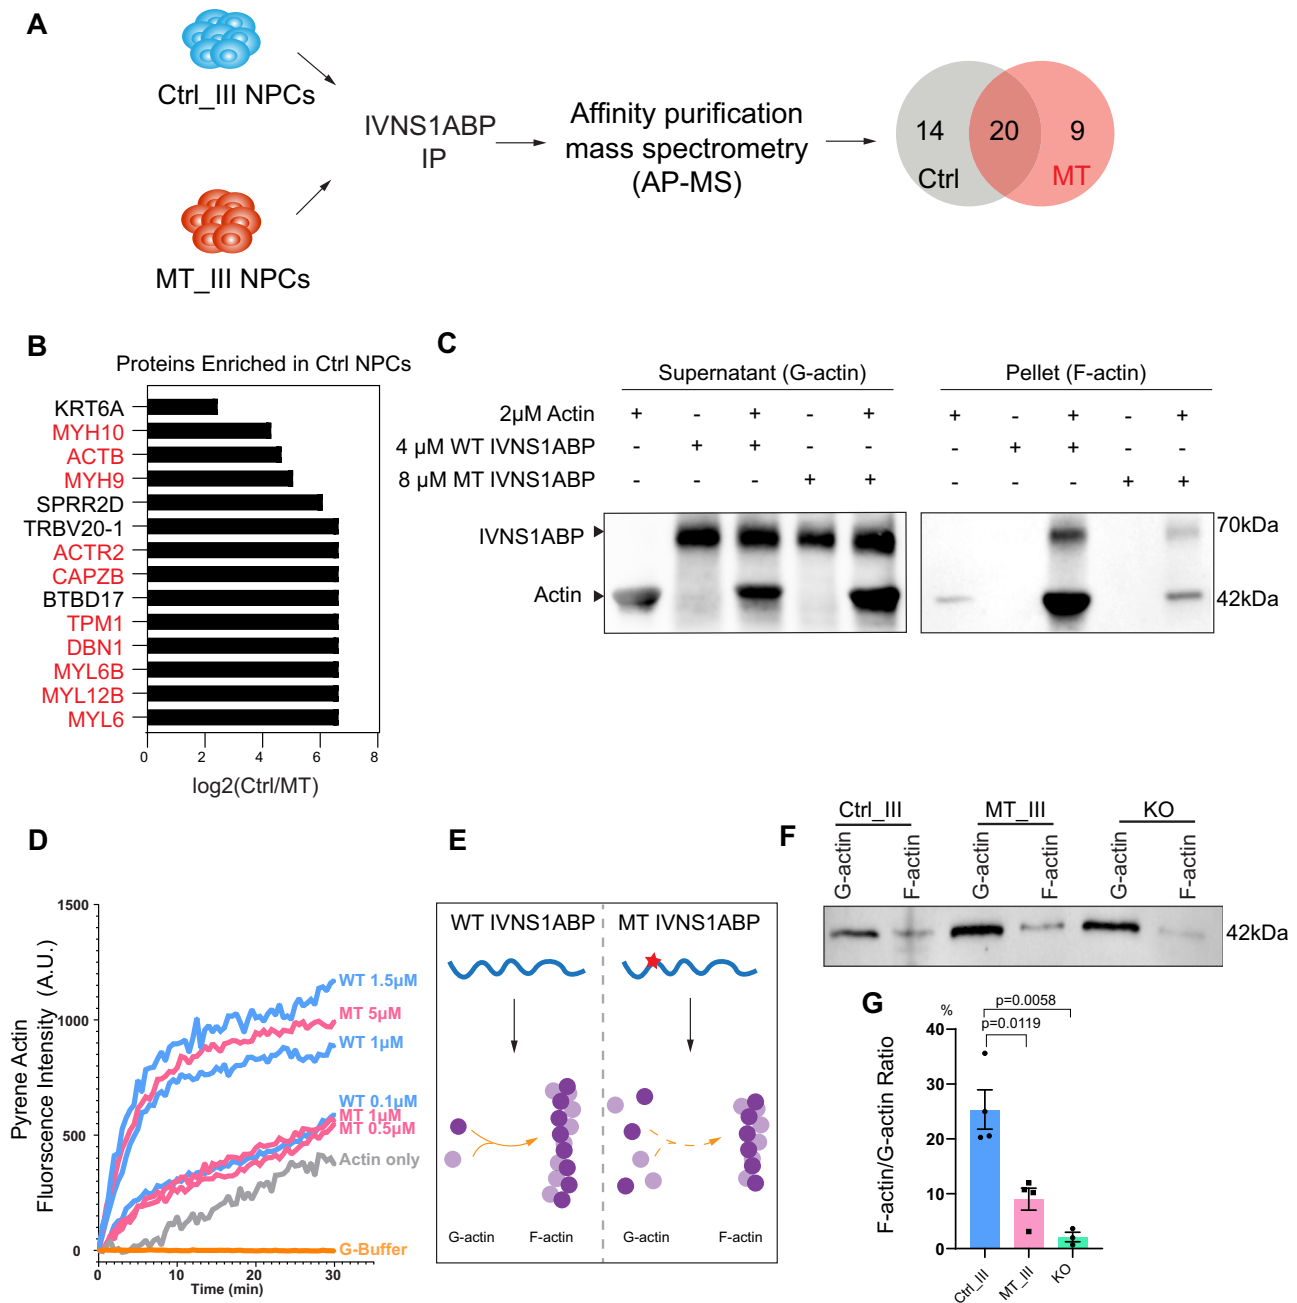 A
Ctrl_III NPCs
MT_III NPCs
IVNS1ABP
IP
Affinity purification
mass spectrometry
(AP-MS)
14 20 9
Ctrl MT
B
Proteins Enriched in Ctrl NPCs
KRT6A
MYH10
ACTB
MYH9
SPRR2D
TRBV20-1
ACTR2
CAPZB
BTBD17
TPM1
DBN1
MYL6B
MYL12B
MYL6
0 2 4 6 8
log2(Ctrl/MT)
C
Supernatant (G-actin) Pellet (F-actin)
2μM Actin + - + - + + - + - +
4 μM WT IVNS1ABP - + + - - - + + - -
8 μM MT IVNS1ABP - - - + + - - - + +
IVNS1ABP
Actin
70kDa
42kDa
D
Pyrene Actin
Fluorescence Intensity (A.U.)
1500
1000
500
0
WT 1.5μM
MT 5μM
WT 1μM
WT 0.1μM
MT 1μM
MT 0.5μM
Actin only
G-Buffer
0 10 20 30
Time (min)
E
WT IVNS1ABP MT IVNS1ABP
G-actin F-actin G-actin F-actin
F
Ctrl_III MT_III KO
G-actin F-actin G-actin F-actin G-actin F-actin
42kDa
G
%
F-actin/G-actin Ratio
40
30
20
10
0
p=0.0058
p=0.0119
Ctrl_III MT_III KO